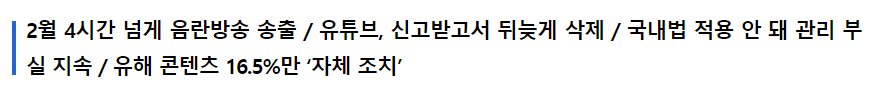 2월 4시간 넘게 음란방송 송출 / 유튜브, 신고받고서 뒤늦게 삭제 / 국내법 적용 안 돼 관리 부
실 지속 / 유해 콘텐츠 16.5%만 ‘자체 조치’